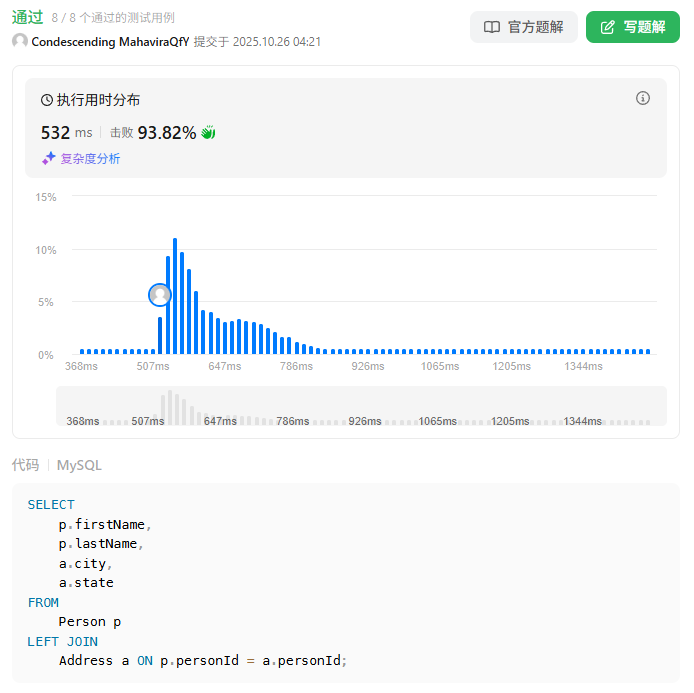 通过 8 / 8 个通过的测试用例
官方题解
写题解
Condescending MahaviraQfY 提交于 2025.10.26 04:21
执行用时分布
532 ms 击败 93.82%
复杂度分析
15%
10%
5%
0%
368ms 507ms 647ms 786ms 926ms 1065ms 1205ms 1344ms
368ms 507ms 647ms 786ms 926ms 1065ms 1205ms 1344ms
代码 MySQL
SELECT
p.firstName,
p.lastName,
a.city,
a.state
FROM
Person p
LEFT JOIN
Address a ON p.personId = a.personId;